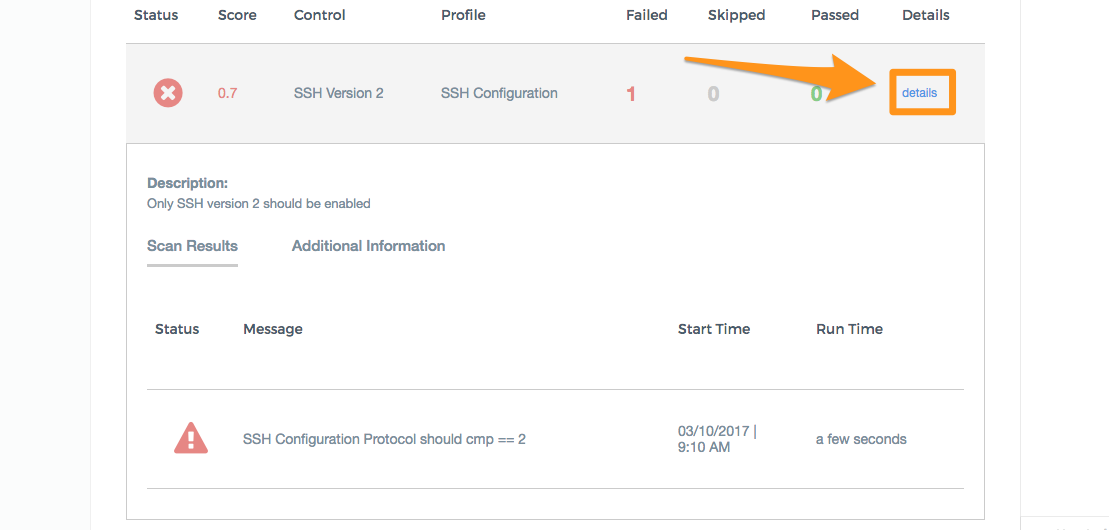 Status Score Control Profile Failed Skipped Passed Details
0.7 SSH Version 2 SSH Configuration 1 0 0 details
Description:
Only SSH version 2 should be enabled
Scan Results Additional Information
Status Message Start Time Run Time
SSH Configuration Protocol should cmp == 2 03/10/2017 | a few seconds
9:10 AM